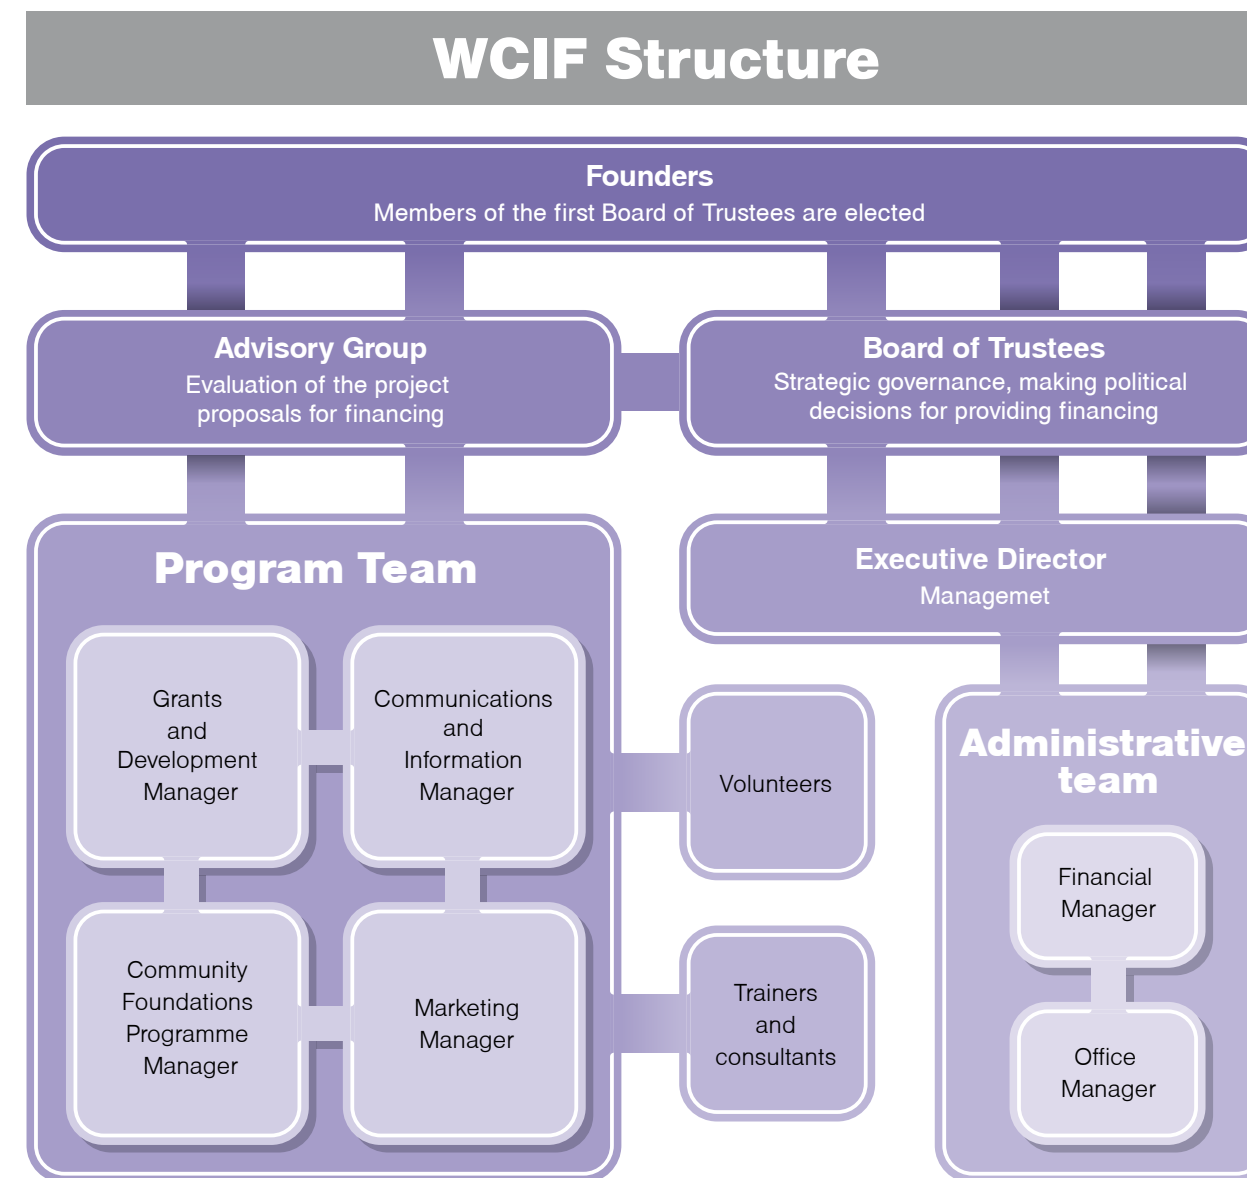 WCIF Structure
Founders
Members of the first Board of Trustees are elected
Advisory Group
Evaluation of the project
proposals for financing
Board of Trustees
Strategic governance, making political
decisions for providing financing
Program Team
Executive Director
Managemet
Grants
and
Development
Manager
Communications
and
Information
Manager
Volunteers
Administrative
team
Financial
Manager
Community
Foundations
Programme
Manager
Marketing
Manager
Trainers
and
consultants
Office
Manager